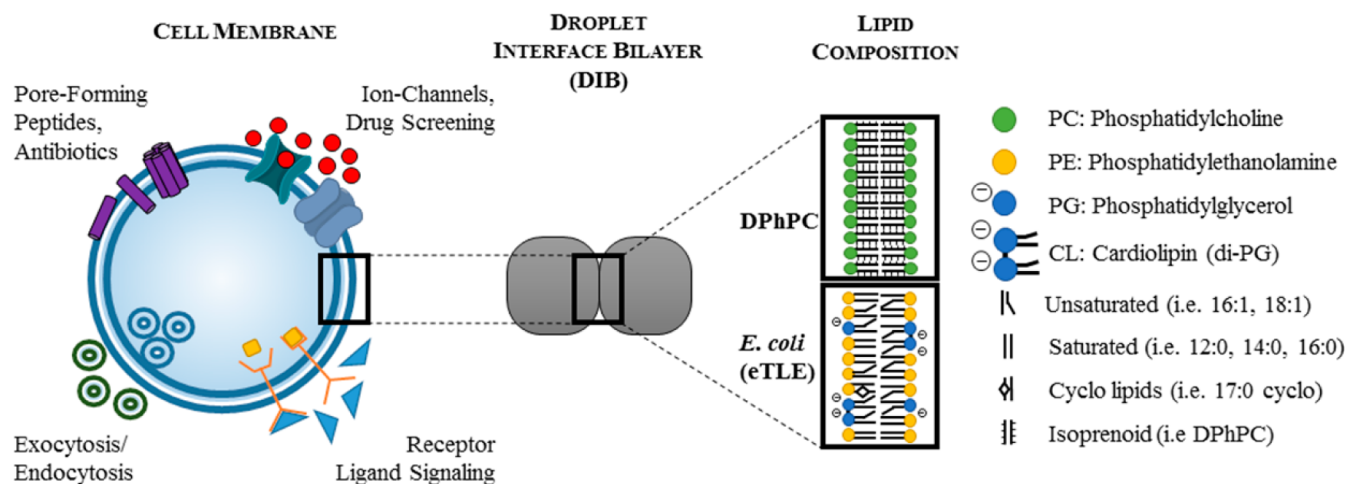 CELL MEMBRANE
Pore-Forming
Peptides,
Antibiotics
Ion-Channels,
Drug Screening
Exocytosis/
Endocytosis
Receptor
Ligand Signaling
DROPLET
INTERFACE BILAYER
(DIB)
LIPID
COMPOSITION
DPhPC
E. coli
(eTLE)
PC: Phosphatidylcholine
PE: Phosphatidylethanolamine
PG: Phosphatidylglycerol
CL: Cardiolipin (di-PG)
Unsaturated (i.e. 16:1, 18:1)
Saturated (i.e. 12:0, 14:0, 16:0)
Cyclo lipids (i.e. 17:0 cyclo)
Isoprenoid (i.e DPhPC)